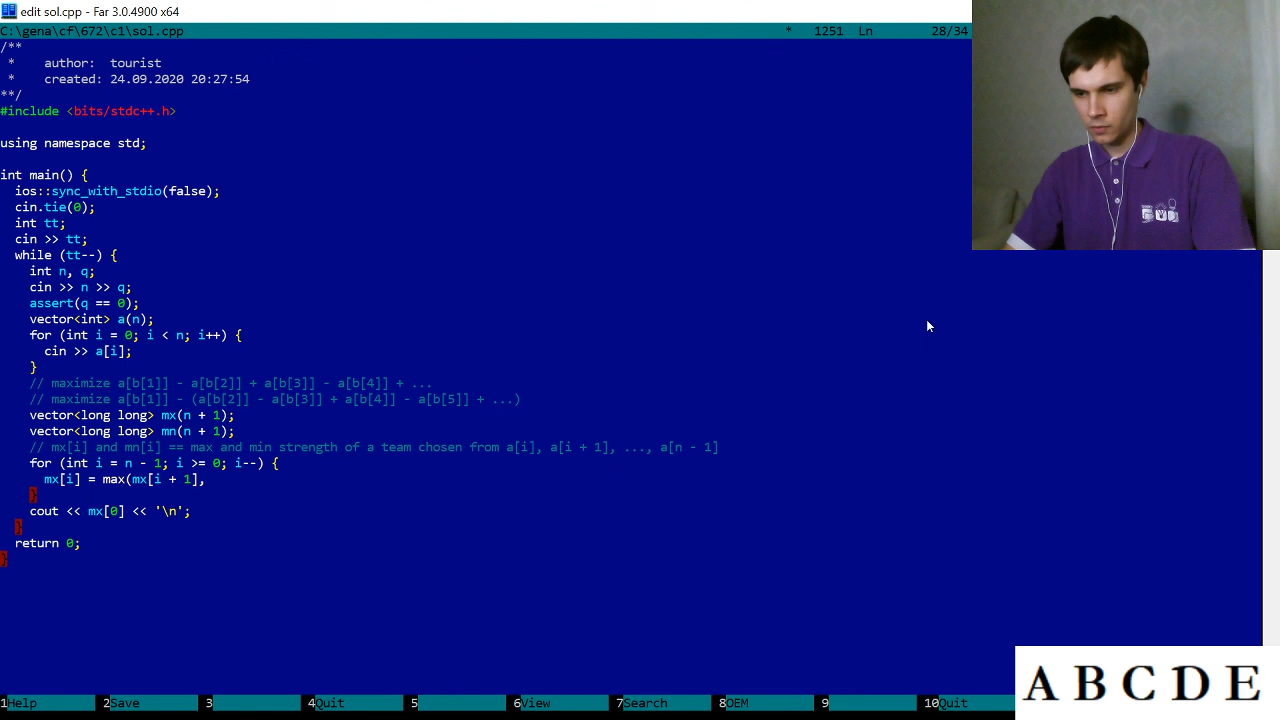 edit sol.cpp - Far 3.0.4900 x64
C:\gena\cf\672\c1\sol.cpp * 1251 Ln 28/34
/**
 *    author:  tourist
 *    created: 24.09.2020 20:27:54
**/
#include <bits/stdc++.h>
using namespace std;
int main() {
  ios::sync_with_stdio(false);
  cin.tie(0);
  int tt;
  cin >> tt;
  while (tt--) {
    int n, q;
    cin >> n >> q;
    assert(q == 0);
    vector<int> a(n);
    for (int i = 0; i < n; i++) {
      cin >> a[i];
    }
    // maximize a[b[1]] - a[b[2]] + a[b[3]] - a[b[4]] + ...
    // maximize a[b[1]] - (a[b[2]] - a[b[3]] + a[b[4]] - a[b[5]] + ...)
    vector<long long> mx(n + 1);
    vector<long long> mn(n + 1);
    // mx[i] and mn[i] == max and min strength of a team chosen from a[i], a[i + 1], ..., a[n - 1]
    for (int i = n - 1; i >= 0; i--) {
      mx[i] = max(mx[i + 1],
    }
    cout << mx[0] << '\n';
  }
  return 0;
}
A B C D E
1Help 2Save 3 4Quit 5 6View 7Search 8OEM 9 10Quit